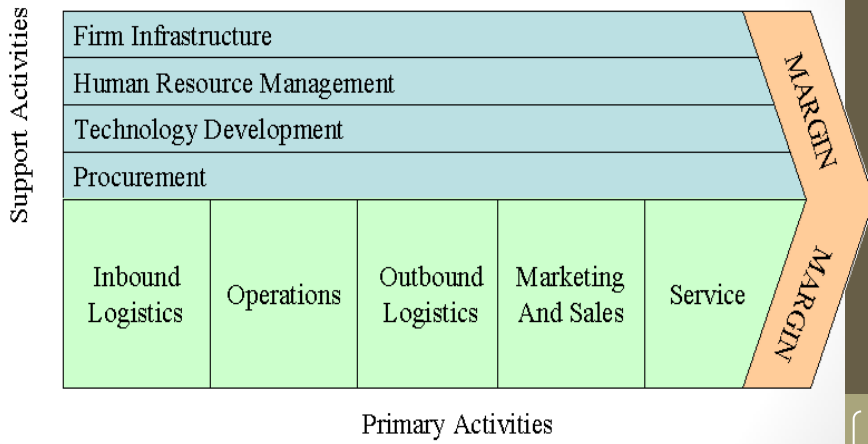 Support Activities
Firm Infrastructure
Human Resource Management
Technology Development
Procurement
MARGIN
Inbound
Logistics
Operations
Outbound
Logistics
Marketing
And Sales
Service
MARGIN
Primary Activities